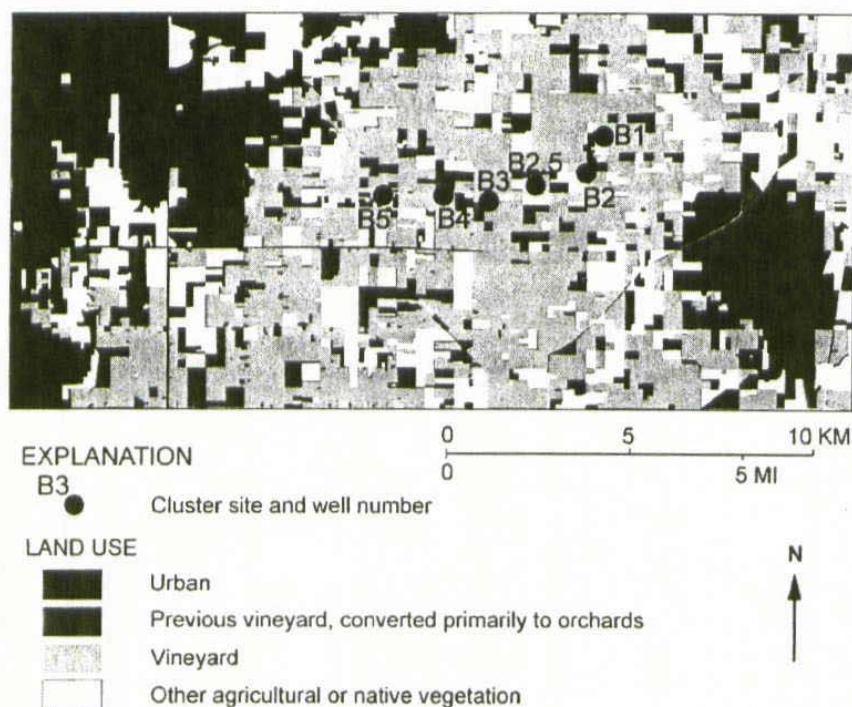 B1
B2.5
B3
B2
B5
B4
0 5 10 KM
0 5 MI
EXPLANATION
B3
Cluster site and well number
LAND USE
N
Urban
Previous vineyard, converted primarily to orchards
Vineyard
Other agricultural or native vegetation